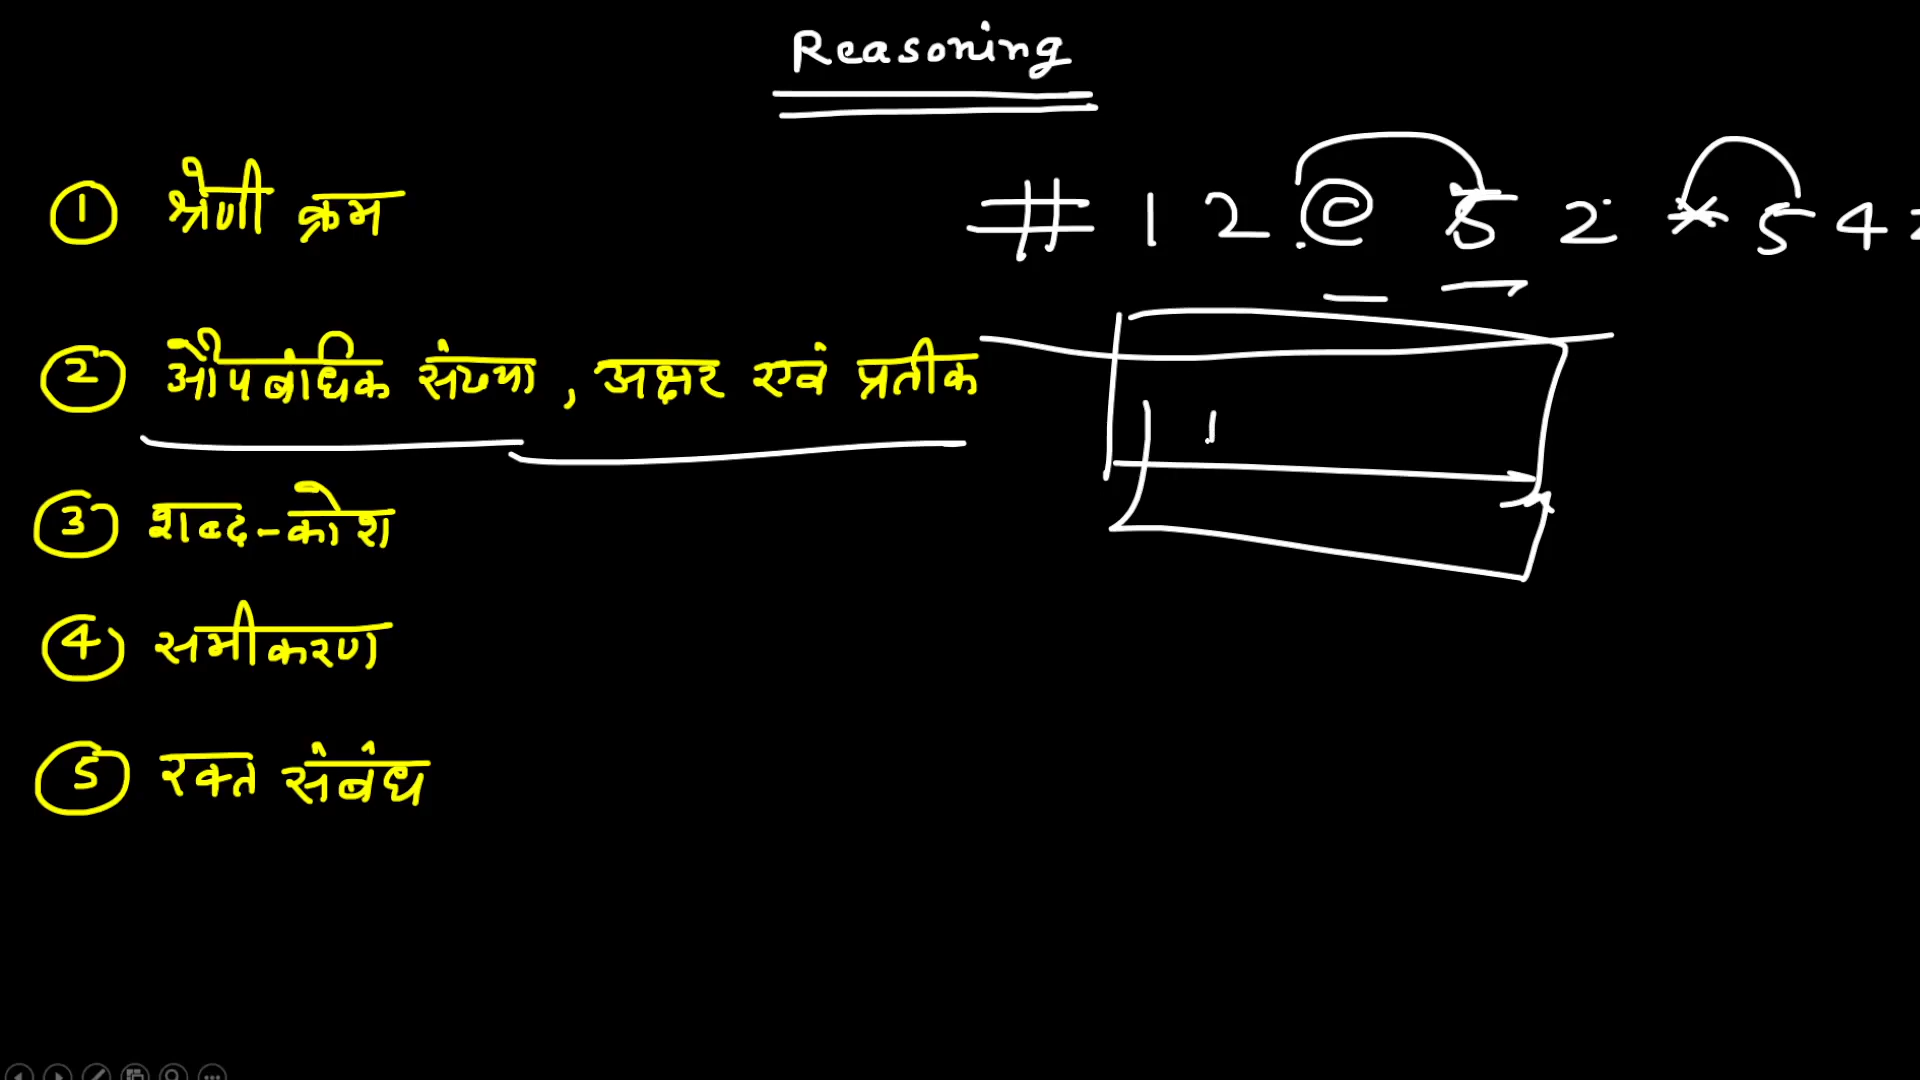 Reasoning
① श्रेणी क्रम
# 1 2 @ 5 2 * 5 4
② औपबोधिक संख्या, अक्षर एवं प्रतीक
③ शब्द-कोश
④ समीकरण
⑤ रक्त संबंध